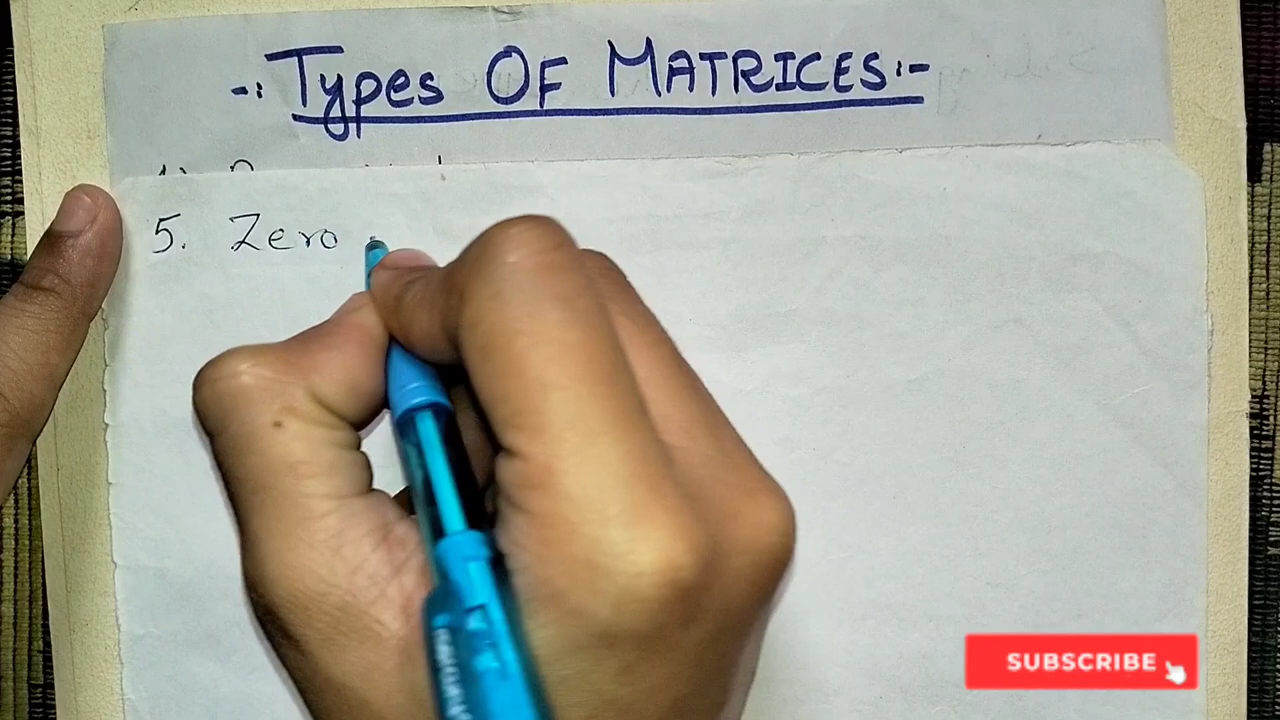 -: Types OF MATRICES :-
5. Zero
SUBSCRIBE